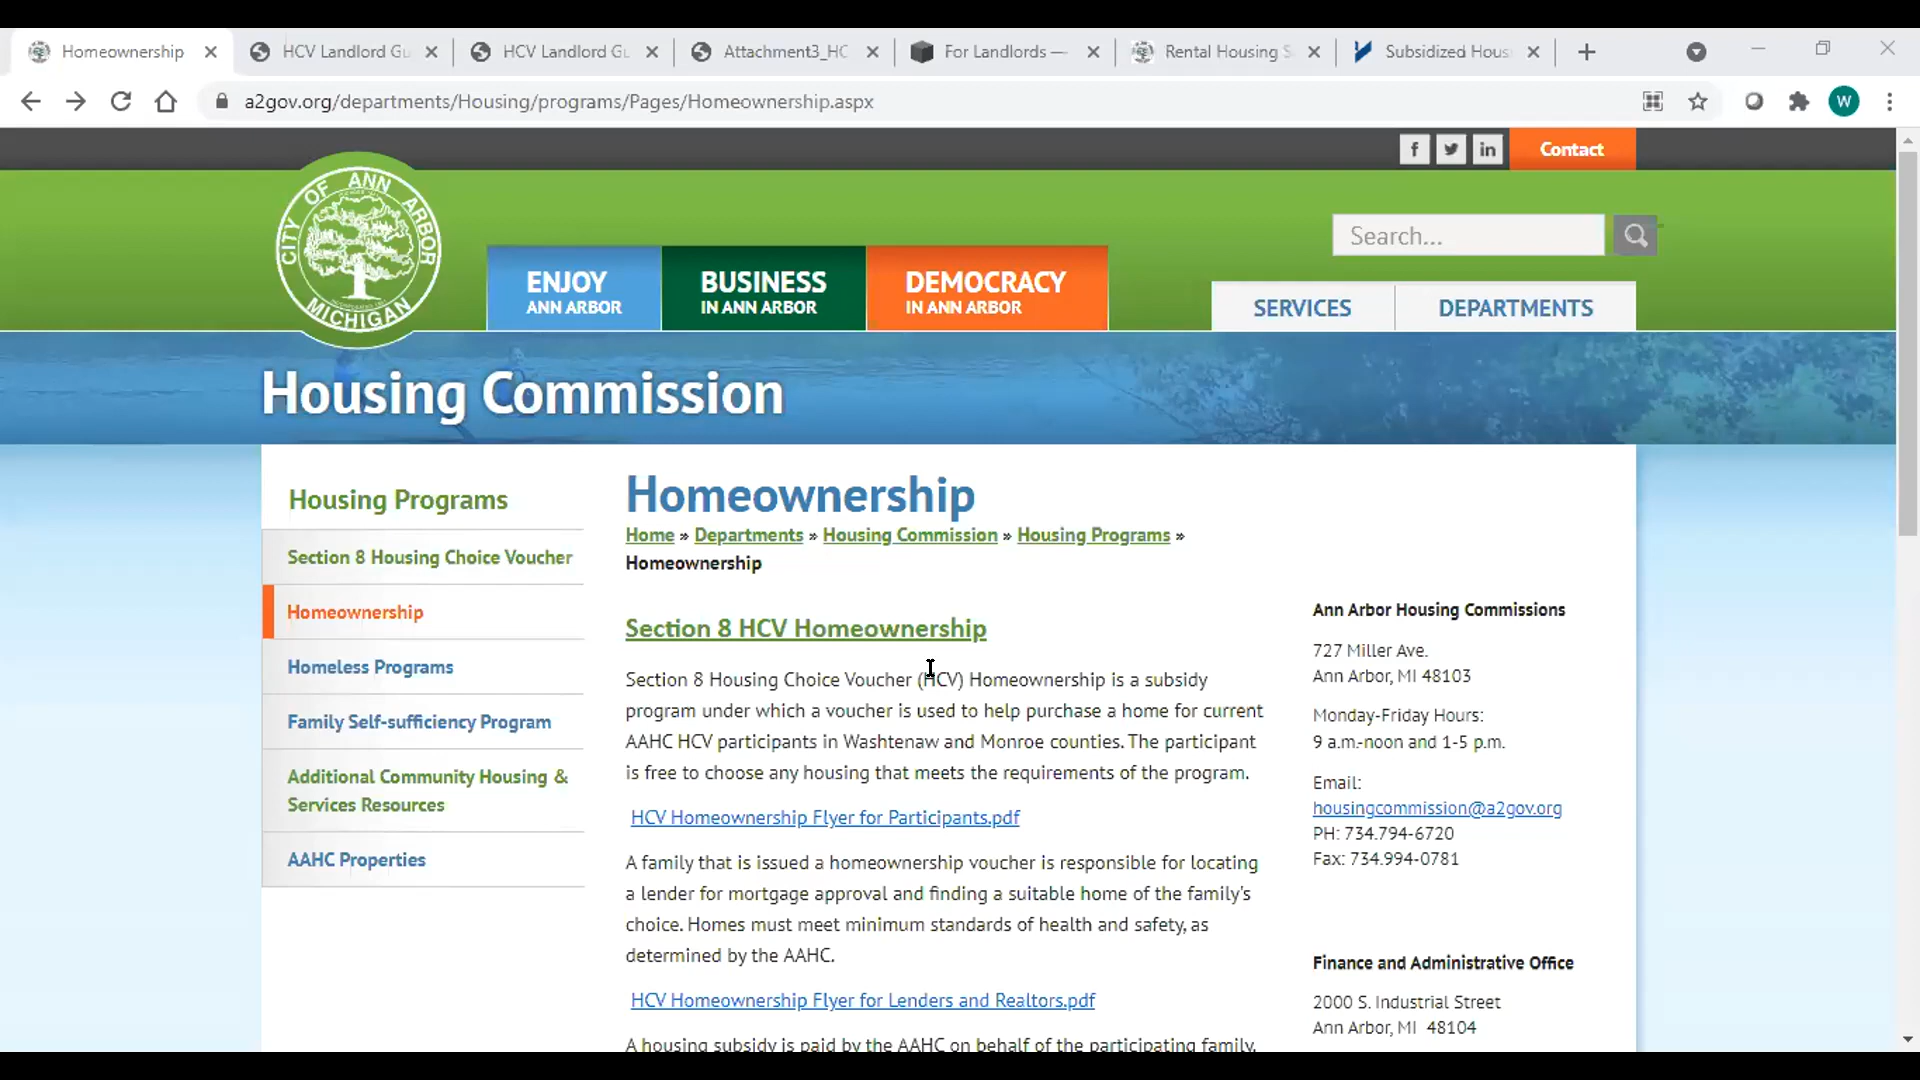 Homeownership
HCV Landlord Gu
HCV Landlord Gu
Attachment3_HC
For Landlords —
Rental Housing S
Subsidized Hous
W
a2gov.org/departments/Housing/programs/Pages/Homeownership.aspx
Contact
CITY OF ANN ARBOR
MICHIGAN
Search...
ENJOY
ANN ARBOR
BUSINESS
IN ANN ARBOR
DEMOCRACY
IN ANN ARBOR
SERVICES
DEPARTMENTS
Housing Commission
Housing Programs
Section 8 Housing Choice Voucher
Homeownership
Homeless Programs
Family Self-sufficiency Program
Additional Community Housing &
Services Resources
AAHC Properties
Homeownership
Home » Departments » Housing Commission » Housing Programs »
Homeownership
Section 8 HCV Homeownership
Section 8 Housing Choice Voucher (HCV) Homeownership is a subsidy
program under which a voucher is used to help purchase a home for current
AAHC HCV participants in Washtenaw and Monroe counties. The participant
is free to choose any housing that meets the requirements of the program.
HCV Homeownership Flyer for Participants.pdf
A family that is issued a homeownership voucher is responsible for locating
a lender for mortgage approval and finding a suitable home of the family's
choice. Homes must meet minimum standards of health and safety, as
determined by the AAHC.
HCV Homeownership Flyer for Lenders and Realtors.pdf
A housing subsidy is paid by the AAHC on behalf of the participating family.
Ann Arbor Housing Commissions
727 Miller Ave.
Ann Arbor, MI 48103
Monday-Friday Hours:
9 a.m.-noon and 1-5 p.m.
Email:
housingcommission@a2gov.org
PH: 734.794-6720
Fax: 734.994-0781
Finance and Administrative Office
2000 S. Industrial Street
Ann Arbor, MI 48104